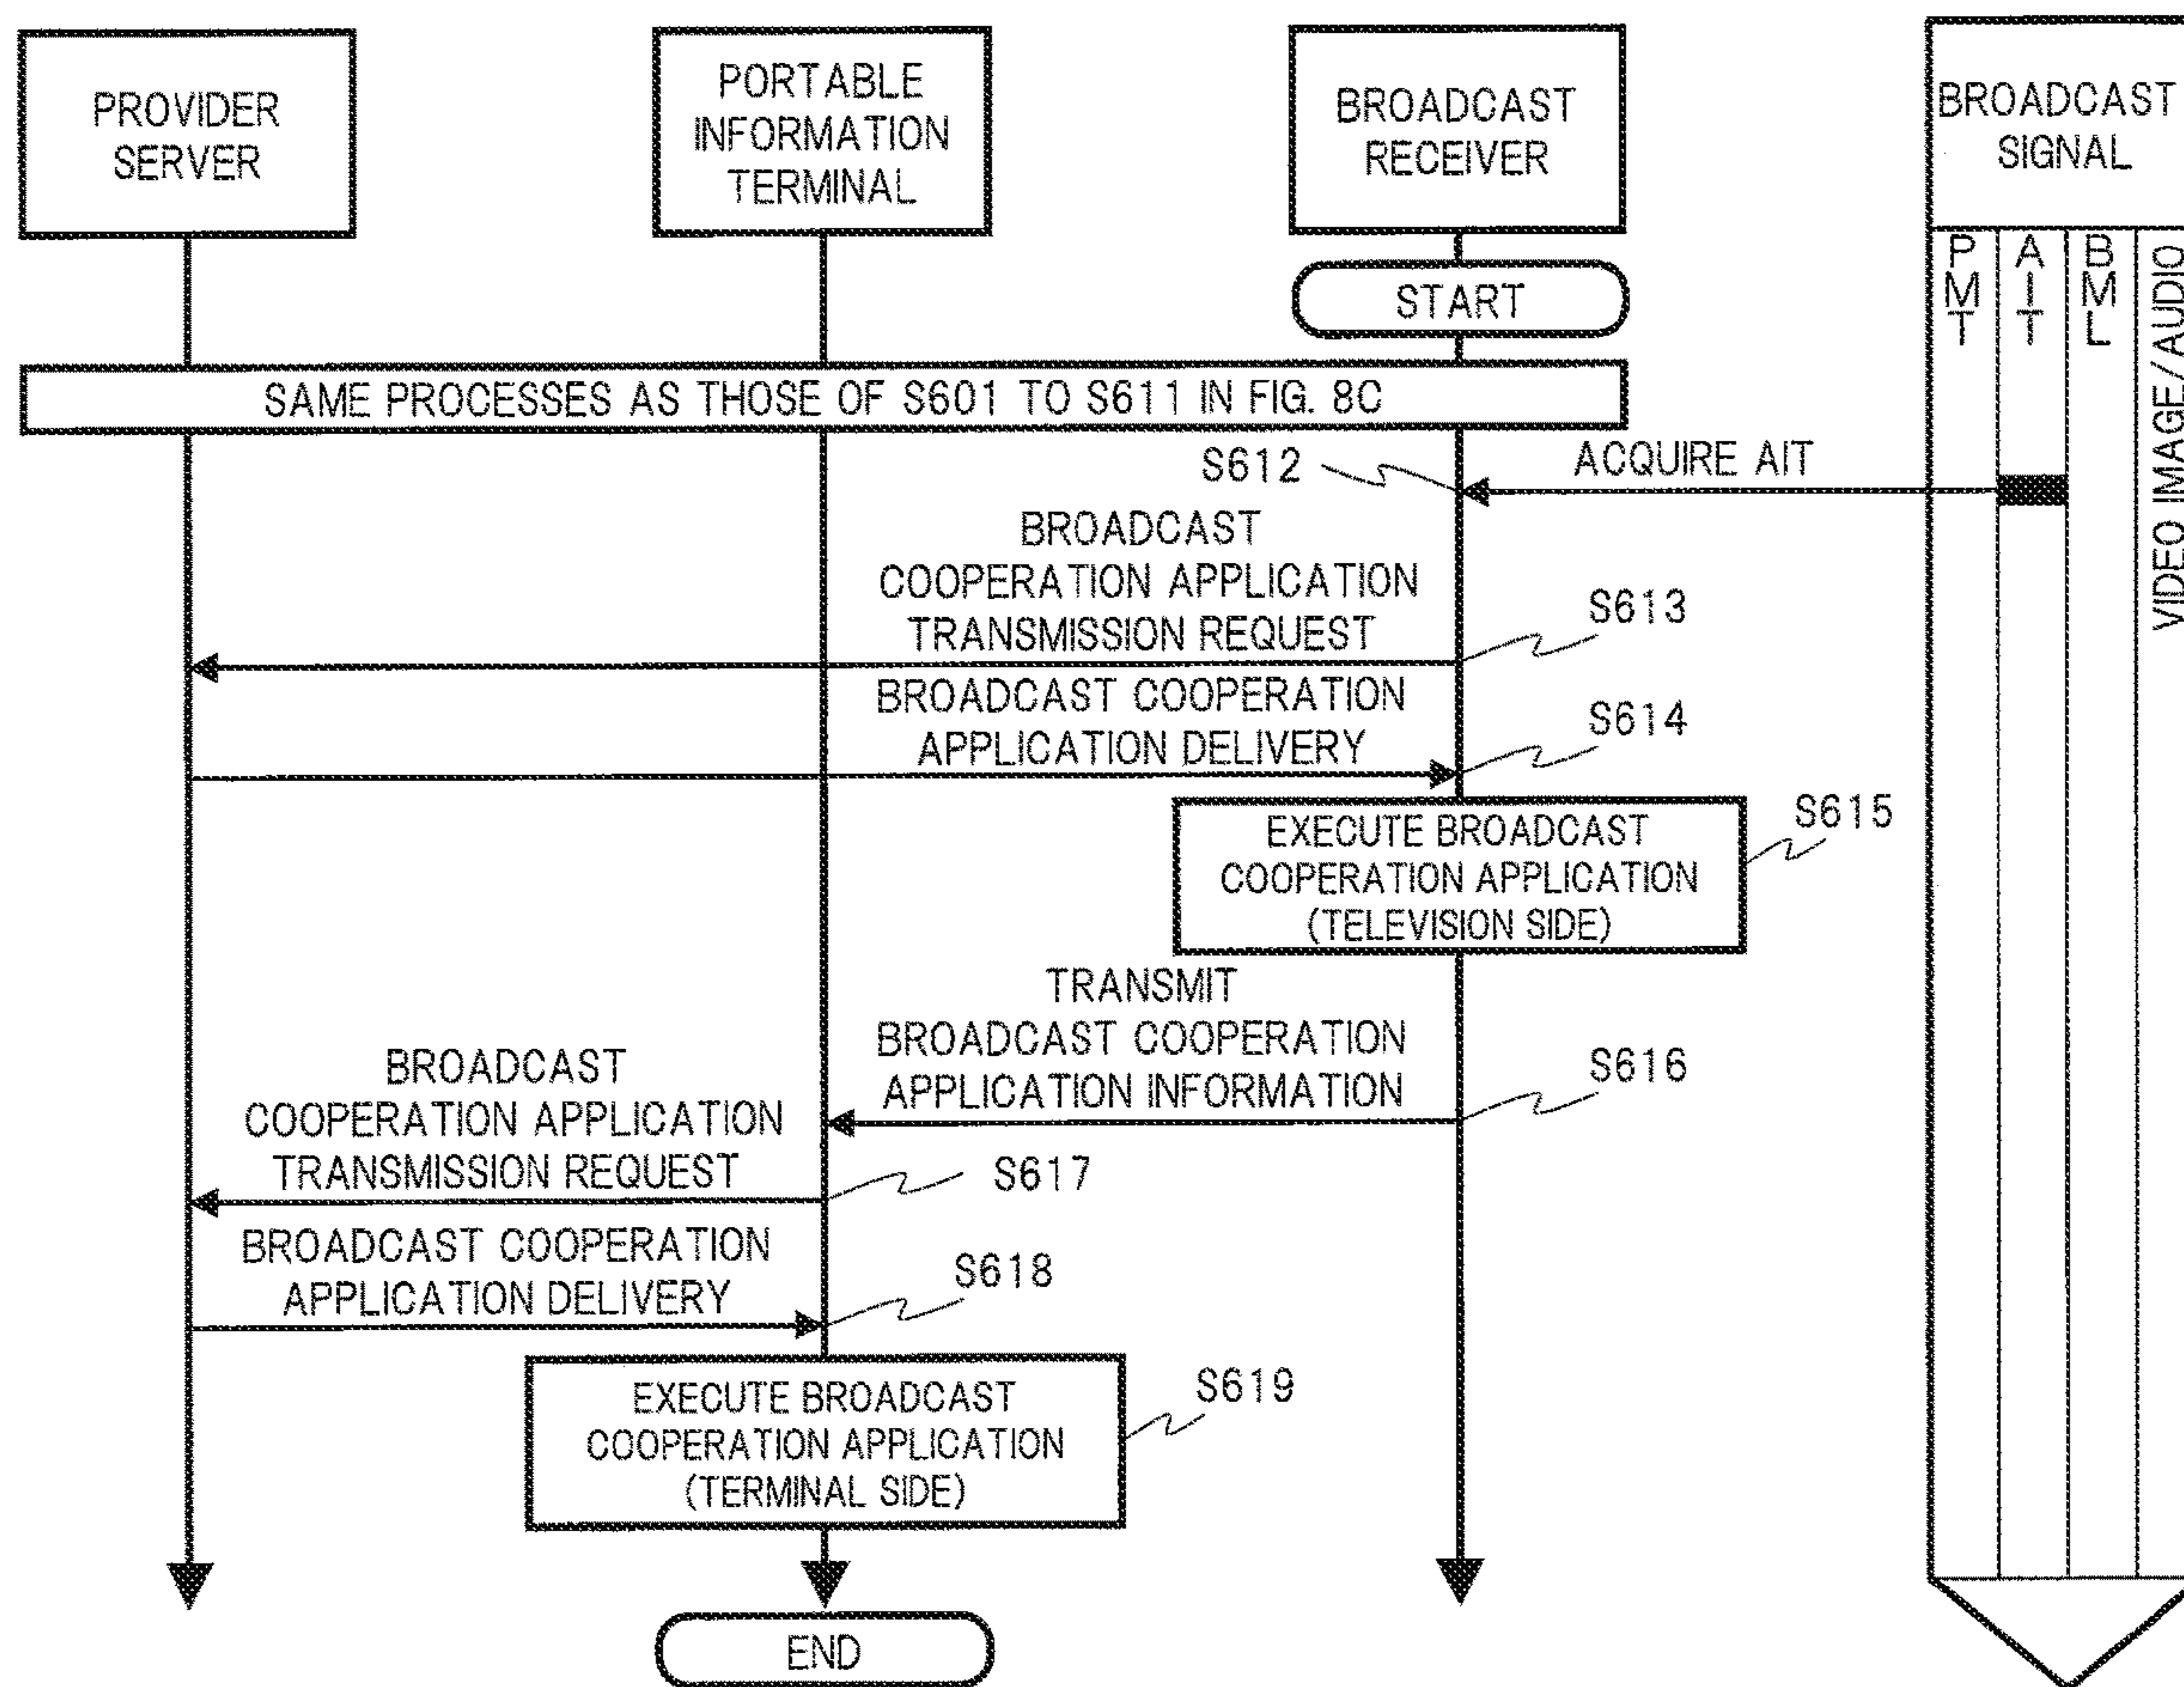 PROVIDER
SERVER
PORTABLE
INFORMATION
TERMINAL
BROADCAST
RECEIVER
BROADCAST
SIGNAL
START
PMT
AIT
BML
VIDEO IMAGE/AUDIO
SAME PROCESSES AS THOSE OF S601 TO S611 IN FIG. 8C
S612
ACQUIRE AIT
BROADCAST
COOPERATION APPLICATION
TRANSMISSION REQUEST
S613
BROADCAST COOPERATION
APPLICATION DELIVERY
S614
EXECUTE BROADCAST
COOPERATION APPLICATION
(TELEVISION SIDE)
S615
TRANSMIT
BROADCAST COOPERATION
APPLICATION INFORMATION
S616
BROADCAST
COOPERATION APPLICATION
TRANSMISSION REQUEST
S617
BROADCAST COOPERATION
APPLICATION DELIVERY
S618
EXECUTE BROADCAST
COOPERATION APPLICATION
(TERMINAL SIDE)
S619
END